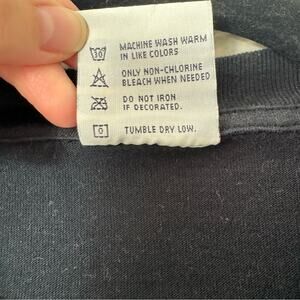 30 MACHINE WASH WARM
IN LIKE COLORS
ONLY NON-CHLORINE
BLEACH WHEN NEEDED
DO NOT IRON
IF DECORATED.
TUMBLE DRY LOW.